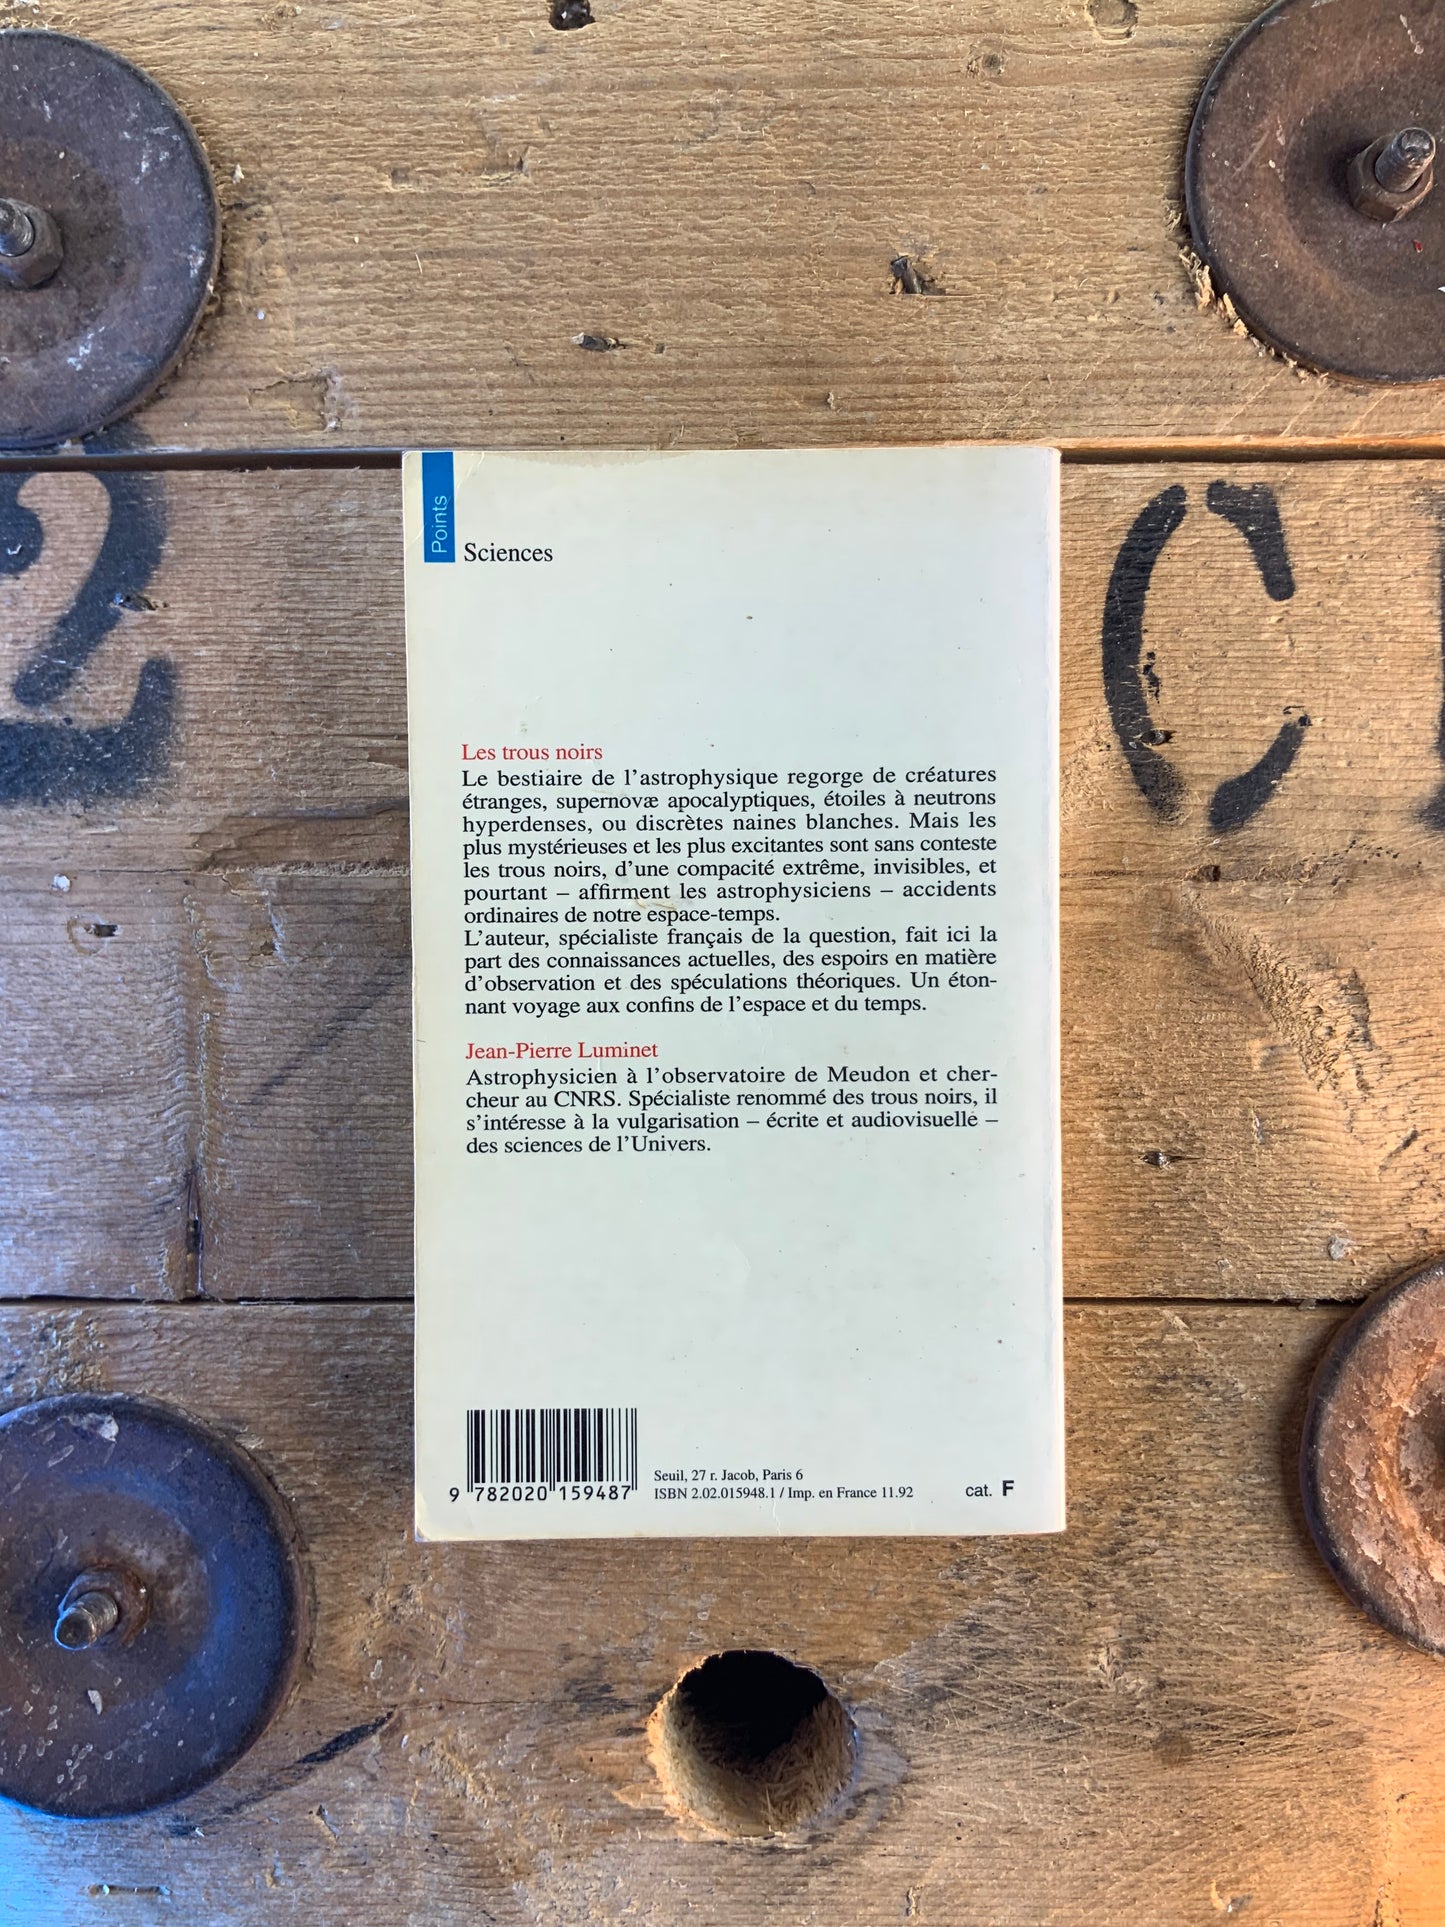 2
C
Points
Sciences
Les trous noirs
Le bestiaire de l'astrophysique regorge de créatures
étranges, supernovæ apocalyptiques, étoiles à neutrons
hyperdenses, ou discrètes naines blanches. Mais les
plus mystérieuses et les plus excitantes sont sans conteste
les trous noirs, d'une compacité extrême, invisibles, et
pourtant – affirment les astrophysiciens – accidents
ordinaires de notre espace-temps.
L'auteur, spécialiste français de la question, fait ici la
part des connaissances actuelles, des espoirs en matière
d'observation et des spéculations théoriques. Un éton-
nant voyage aux confins de l'espace et du temps.
Jean-Pierre Luminet
Astrophysicien à l'observatoire de Meudon et cher-
cheur au CNRS. Spécialiste renommé des trous noirs, il
s'intéresse à la vulgarisation – écrite et audiovisuelle –
des sciences de l'Univers.
9 782020 159487
Seuil, 27 r. Jacob, Paris 6
ISBN 2.02.015948.1 / Imp. en France 11.92
cat. F